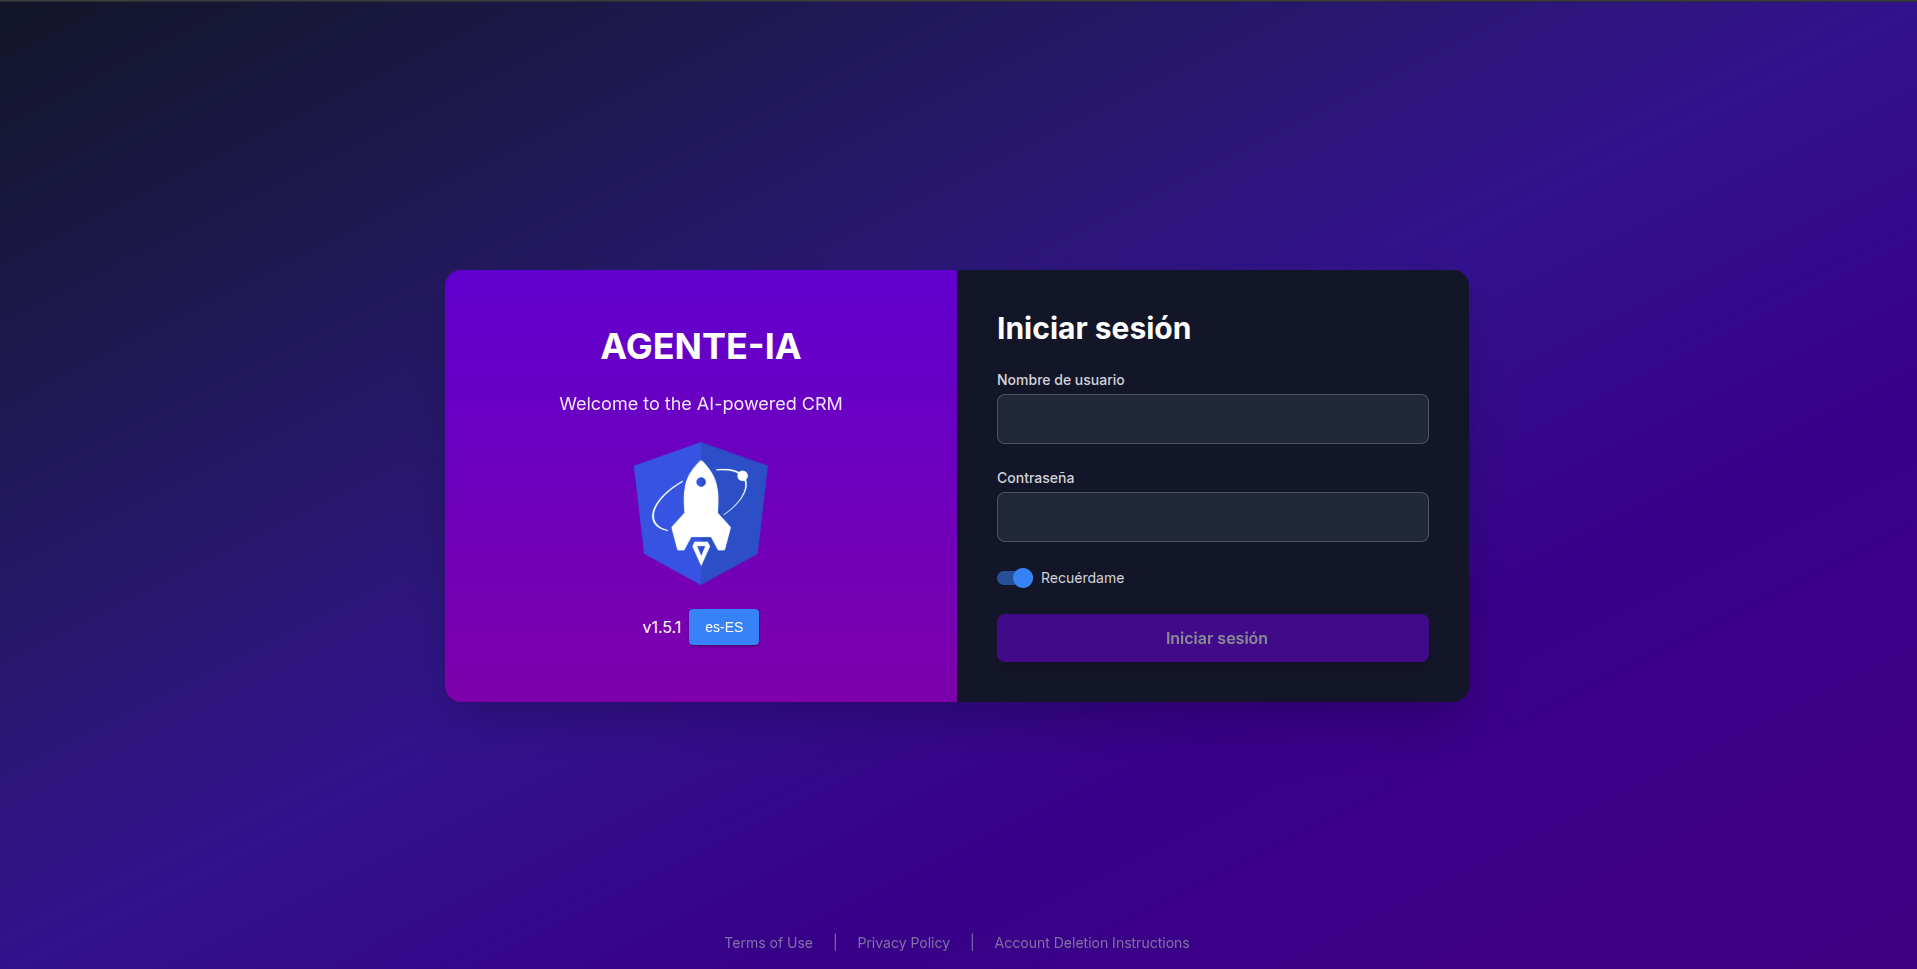 AGENTE-IA
Welcome to the AI-powered CRM
v1.5.1 es-ES
Iniciar sesión
Nombre de usuario
Contraseña
Recuérdame
Iniciar sesión
Terms of Use | Privacy Policy | Account Deletion Instructions